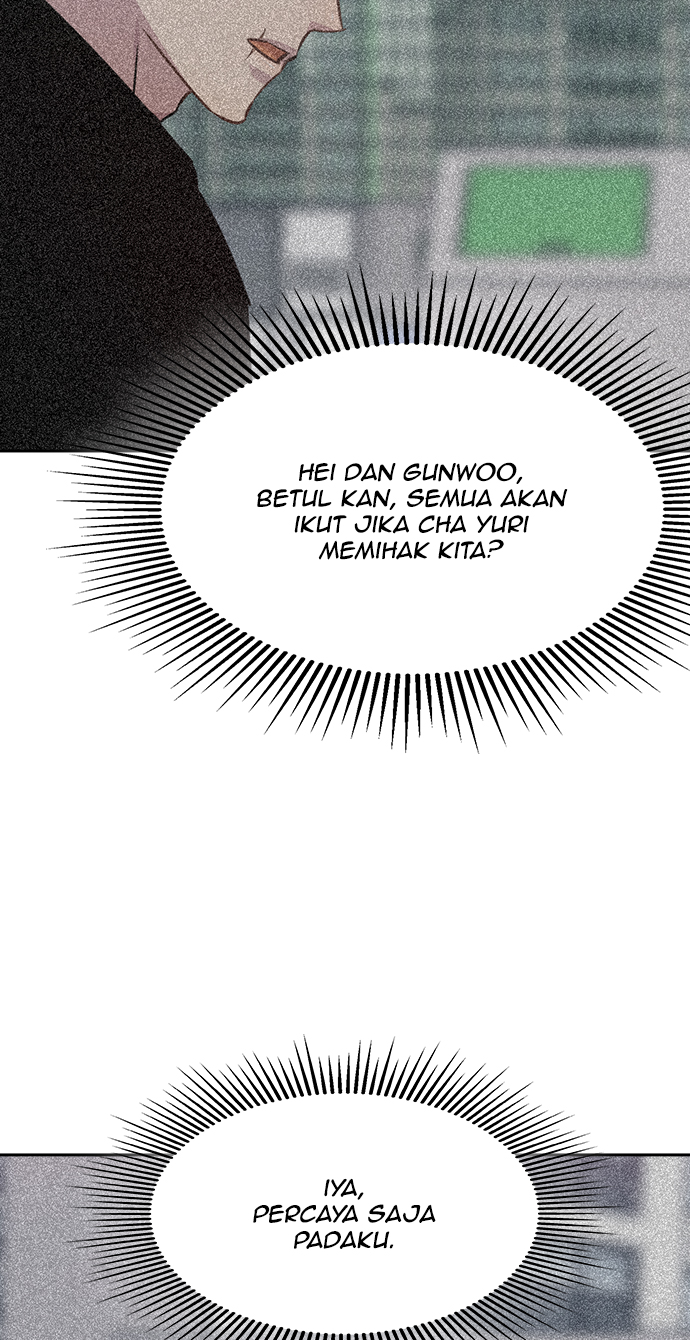 HEI DAN GUNWOO,
BETUL KAN, SEMUA AKAN
IKUT JIKA CHA YURI
MEMIHAK KITA?
IYA,
PERCAYA SAJA
PADAKU.